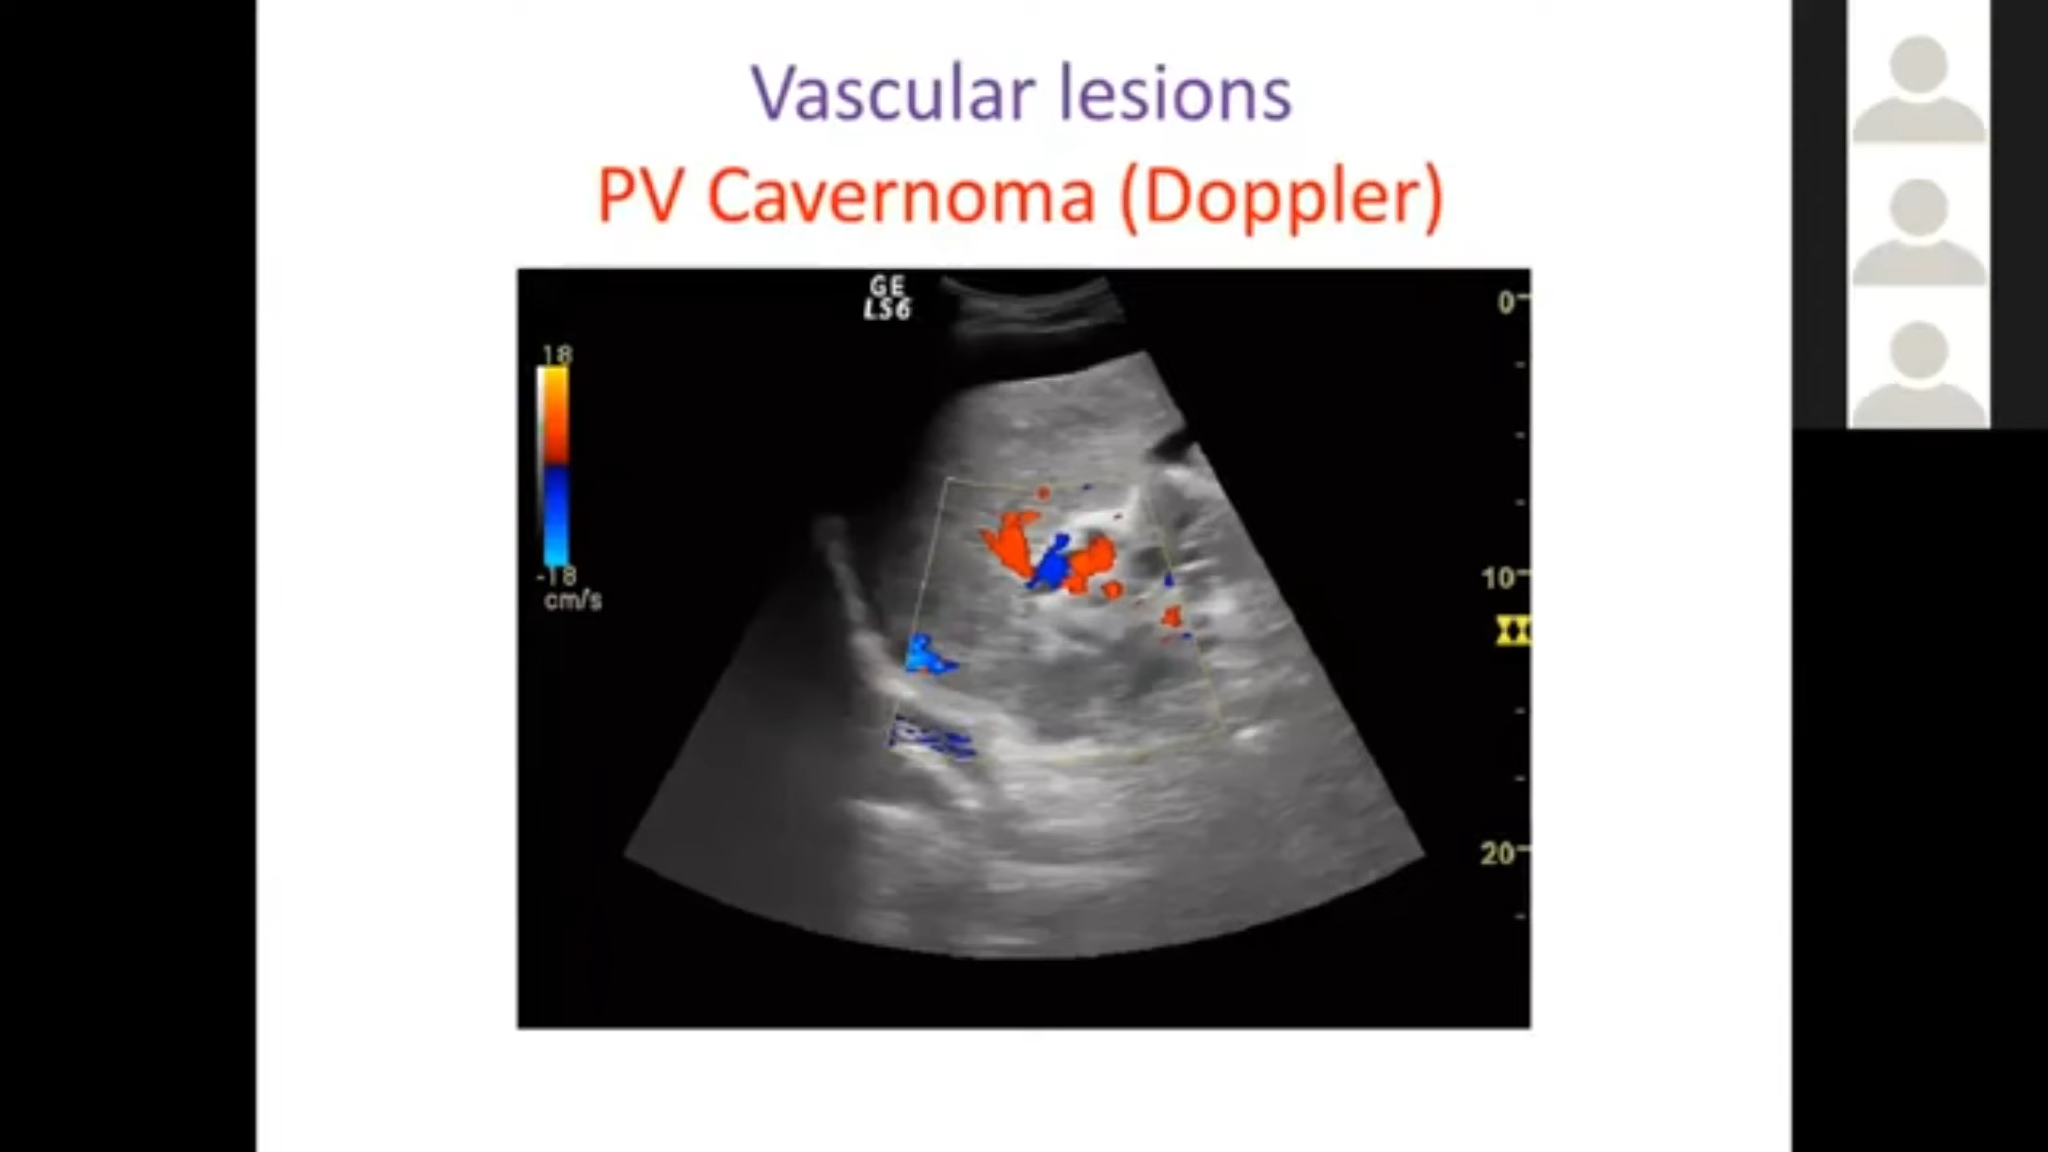 Vascular lesions
PV Cavernoma (Doppler)
GE
LS6
0
18
-18
cm/s
10
20